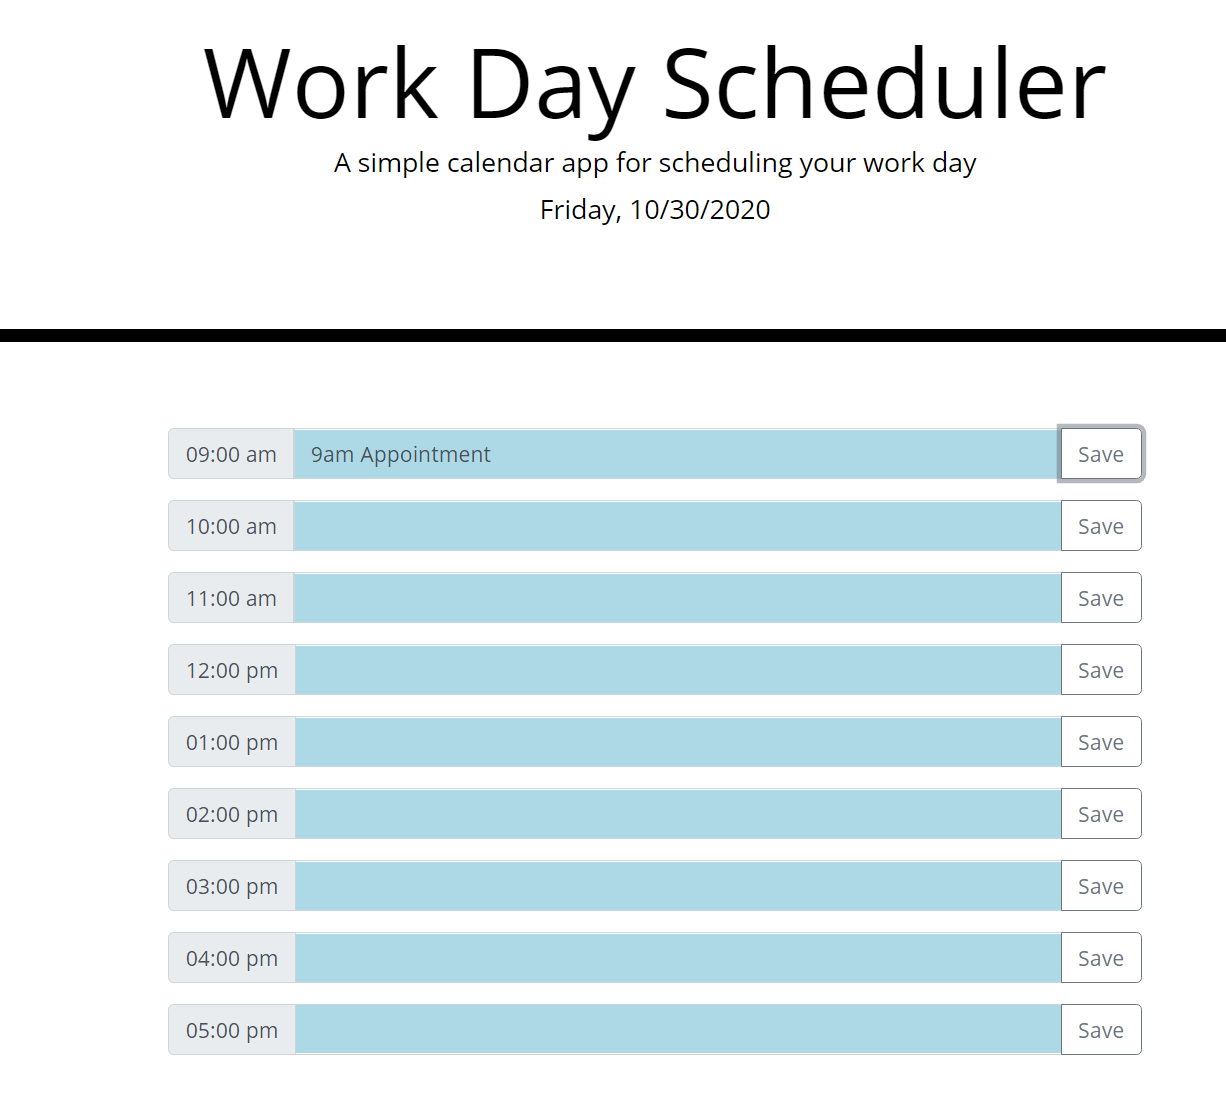 Work Day Scheduler
A simple calendar app for scheduling your work day
Friday, 10/30/2020
09:00 am 9am Appointment Save
10:00 am Save
11:00 am Save
12:00 pm Save
01:00 pm Save
02:00 pm Save
03:00 pm Save
04:00 pm Save
05:00 pm Save